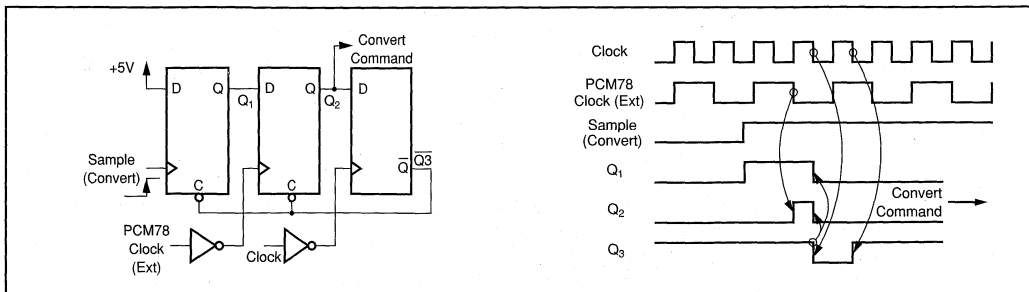 Convert
Command
+5V
D
Q
Q1
D
Q
Q2
D
Q̅
Q̅3̅
Sample
(Convert)
C
C
PCM78
Clock
(Ext)
Clock
Clock
PCM78
Clock (Ext)
Sample
(Convert)
Q1
Q2
Q3
Convert
Command